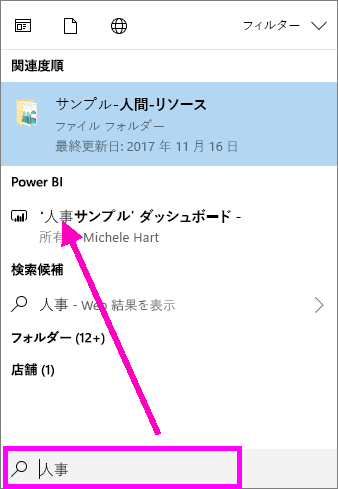 フィルター
関連度順
サンプル-人間-リソース
ファイル フォルダー
最終更新日: 2017 年 11 月 16 日
Power BI
'人事サンプル' ダッシュボード -
所有 Michele Hart
検索候補
人事 - Web 結果を表示
フォルダー (12+)
店舗 (1)
人事